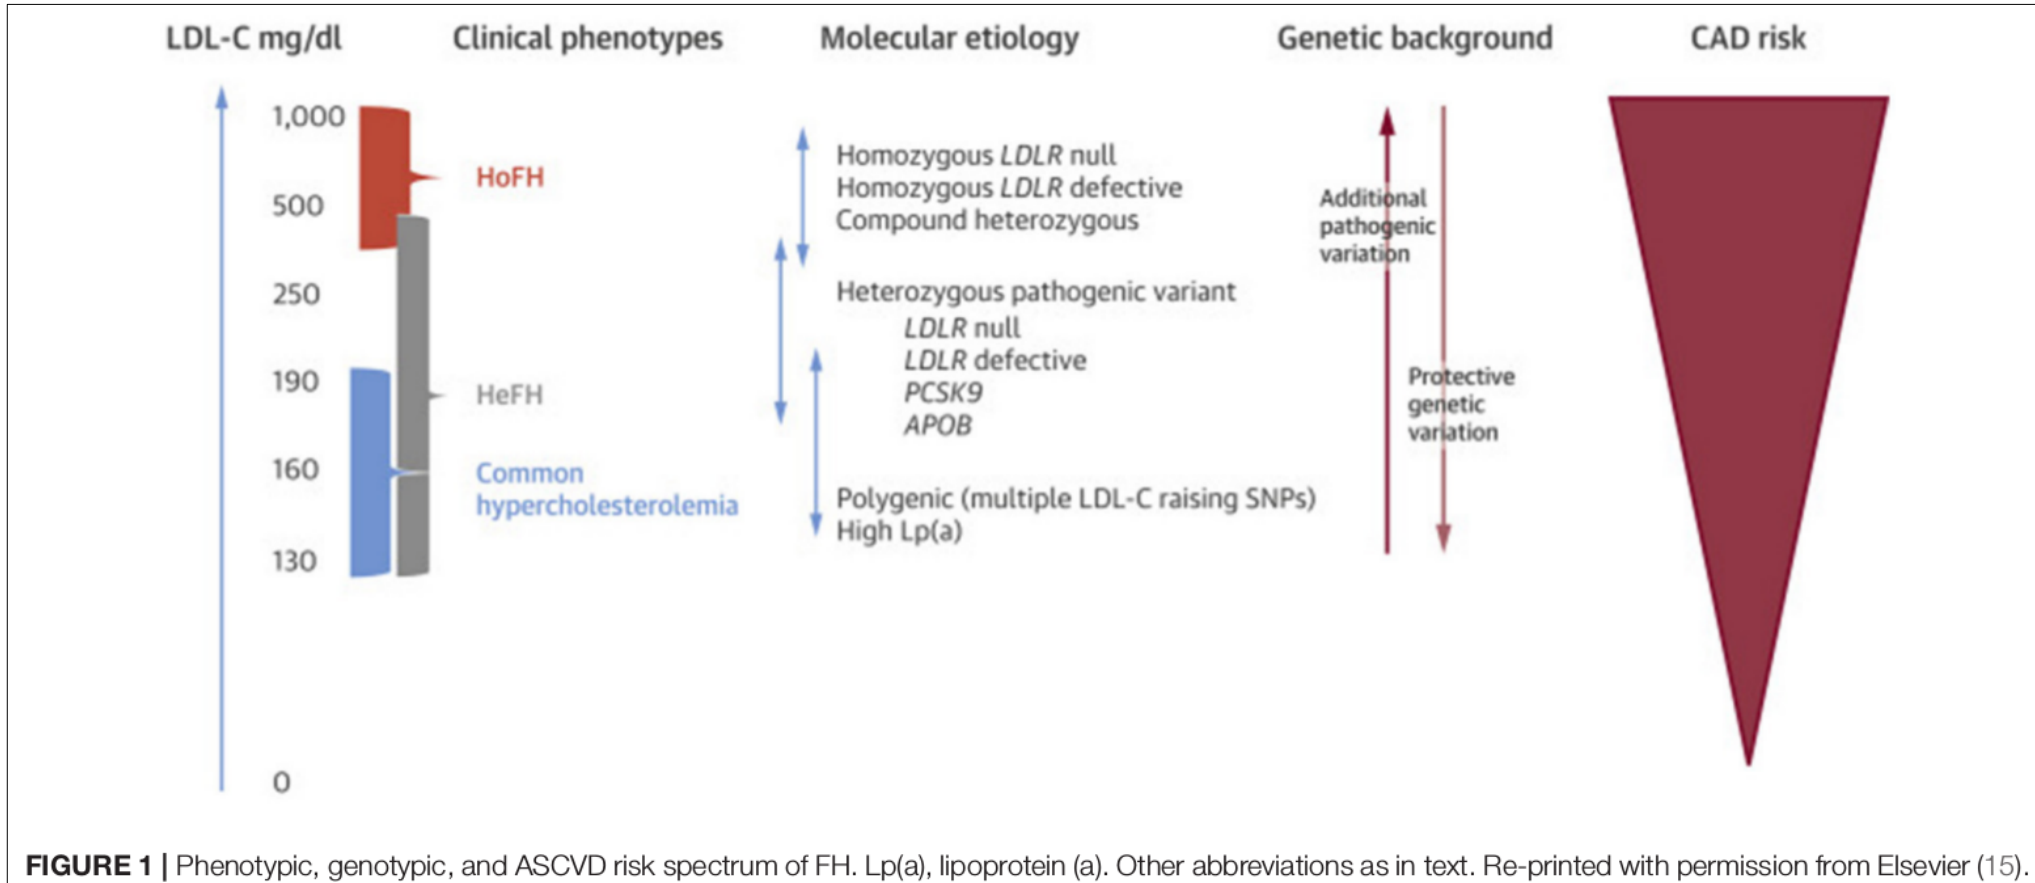 LDL-C mg/dl
Clinical phenotypes
Molecular etiology
Genetic background
CAD risk
1,000
500
250
190
160
130
0
HoFH
HeFH
Common
hypercholesterolemia
Homozygous LDLR null
Homozygous LDLR defective
Compound heterozygous
Heterozygous pathogenic variant
LDLR null
LDLR defective
PCSK9
APOB
Polygenic (multiple LDL-C raising SNPs)
High Lp(a)
Additional
pathogenic
variation
Protective
genetic
variation
FIGURE 1 | Phenotypic, genotypic, and ASCVD risk spectrum of FH. Lp(a), lipoprotein (a). Other abbreviations as in text. Re-printed with permission from Elsevier (15).